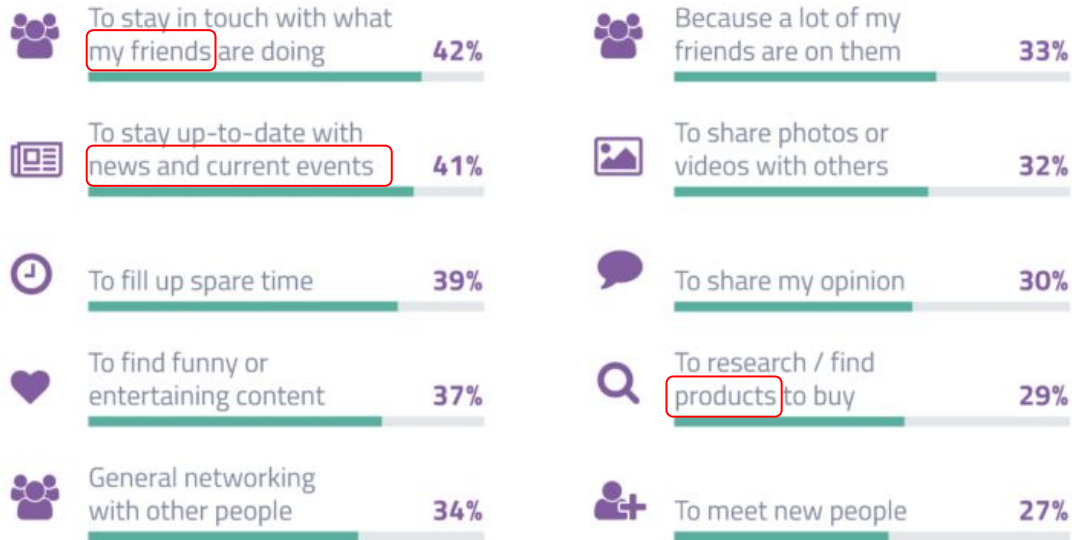 To stay in touch with what
my friends are doing
42%
To stay up-to-date with
news and current events
41%
To fill up spare time
39%
To find funny or
entertaining content
37%
General networking
with other people
34%
Because a lot of my
friends are on them
33%
To share photos or
videos with others
32%
To share my opinion
30%
To research / find
products to buy
29%
To meet new people
27%